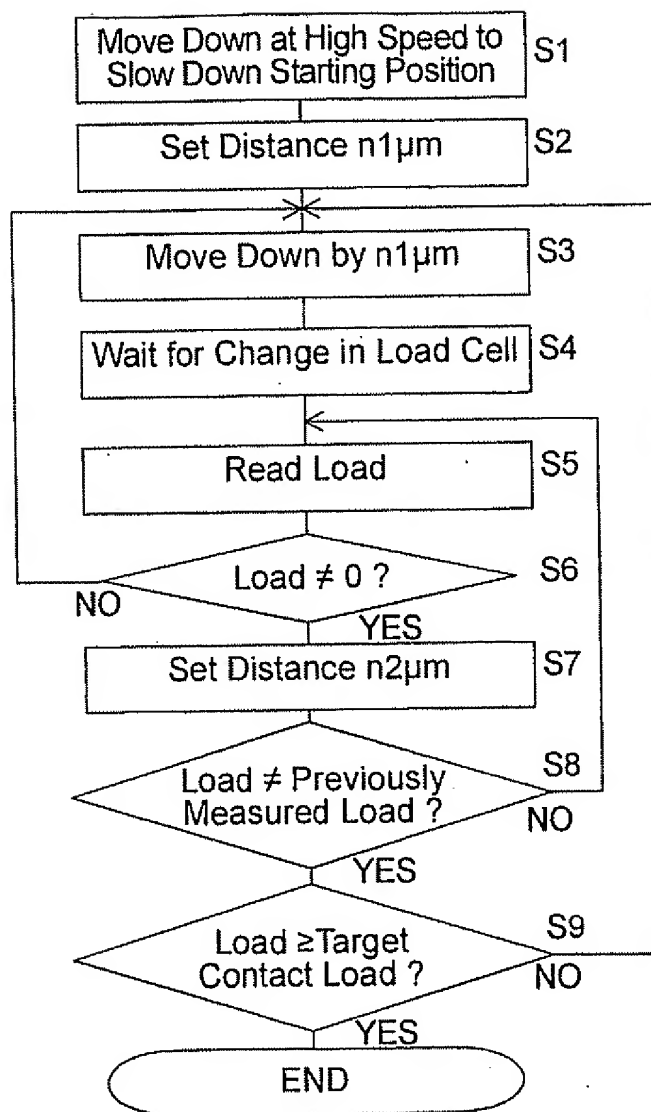 Move Down at High Speed to
Slow Down Starting Position
S1
Set Distance n1μm
S2
Move Down by n1μm
S3
Wait for Change in Load Cell
S4
Read Load
S5
Load ≠ 0 ?
S6
NO
YES
Set Distance n2μm
S7
Load ≠ Previously
Measured Load ?
S8
NO
YES
Load ≥Target
Contact Load ?
S9
NO
YES
END